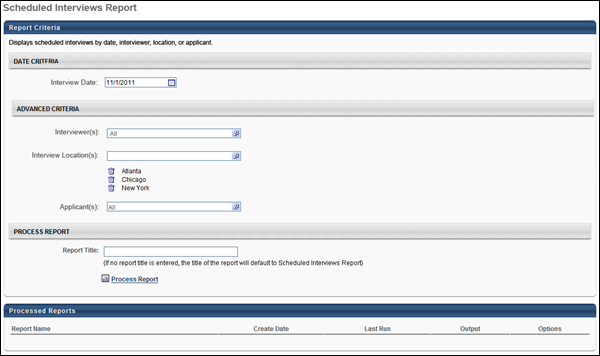 Scheduled Interviews Report
Report Criteria
Displays scheduled interviews by date, interviewer, location, or applicant.
DATE CRITERIA
Interview Date: 11/1/2011
ADVANCED CRITERIA
Interviewer(s): All
Interview Location(s):
Atlanta
Chicago
New York
Applicant(s): All
PROCESS REPORT
Report Title:
(If no report title is entered, the title of the report will default to Scheduled Interviews Report)
Process Report
Processed Reports
Report Name Create Date Last Run Output Options